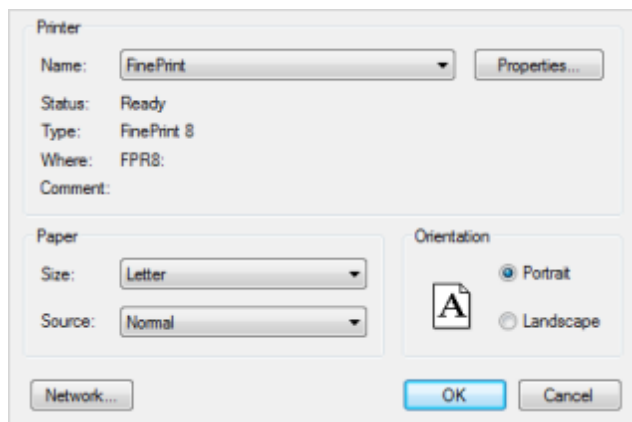 Printer
Name: FinePrint Properties...
Status: Ready
Type: FinePrint 8
Where: FPR8:
Comment:
Paper Orientation
Size: Letter Portrait
A
Source: Normal Landscape
Network... OK Cancel